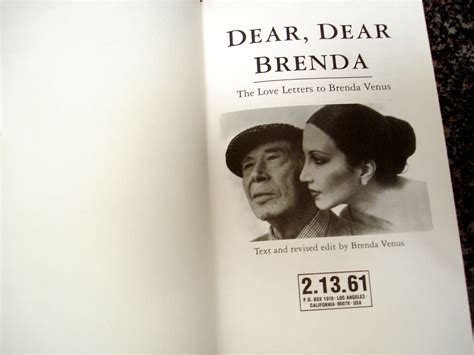 DEAR, DEAR
BRENDA
The Love Letters to Brenda Venus
Text and revised edit by Brenda Venus
2.13.61
P.O. BOX 1910 · LOS ANGELES ·
CALIFORNIA · 90078 · USA